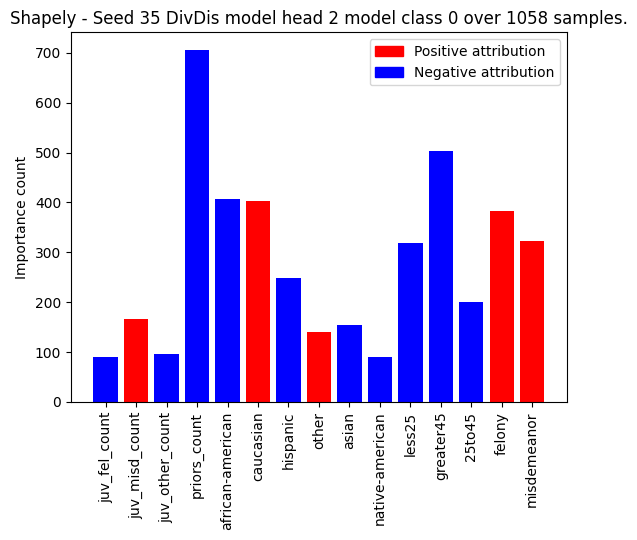 Shapely - Seed 35 DivDis model head 2 model class 0 over 1058 samples.
Positive attribution
Negative attribution
Importance count
700
600
500
400
300
200
100
0
juv_fel_count
juv_misd_count
juv_other_count
priors_count
african-american
caucasian
hispanic
other
asian
native-american
less25
greater45
25to45
felony
misdemeanor